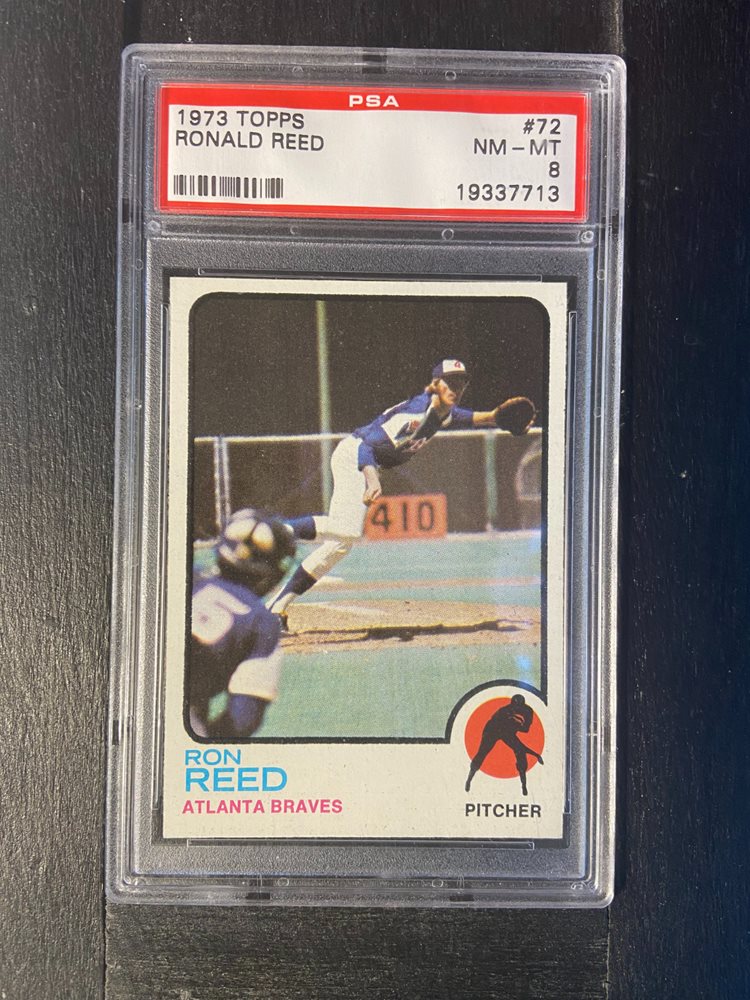 PSA
1973 TOPPS #72
RONALD REED NM - MT
8
19337713
410
RON
REED
ATLANTA BRAVES
PITCHER